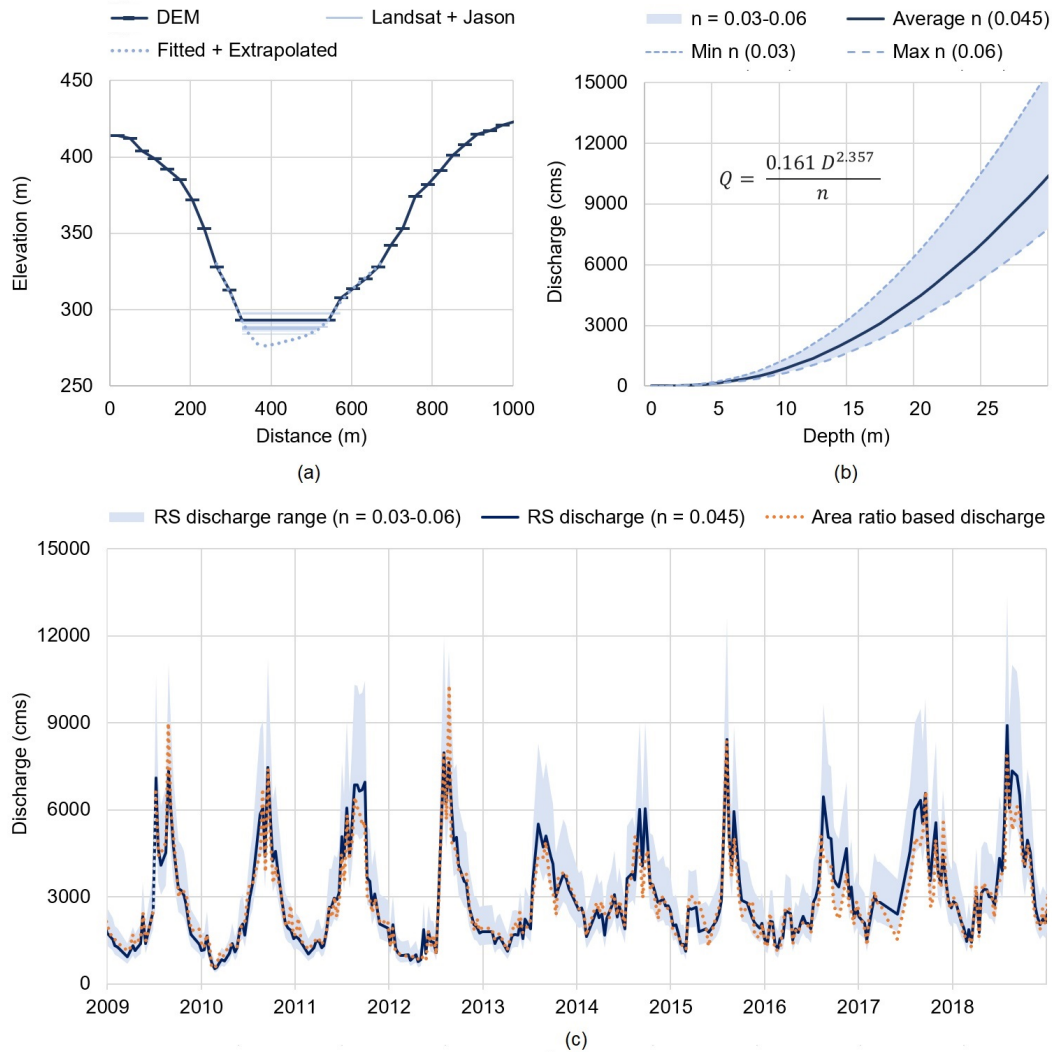 DEM
Landsat + Jason
Fitted + Extrapolated
450
400
350
300
250
Elevation (m)
0 200 400 600 800 1000
Distance (m)
(a)
n = 0.03-0.06
Average n (0.045)
Min n (0.03)
Max n (0.06)
15000
12000
9000
6000
3000
0
Discharge (cms)
Q = 0.161 D^2.357 / n
0 5 10 15 20 25
Depth (m)
(b)
RS discharge range (n = 0.03-0.06)
RS discharge (n = 0.045)
Area ratio based discharge
15000
12000
9000
6000
3000
0
Discharge (cms)
2009 2010 2011 2012 2013 2014 2015 2016 2017 2018
(c)